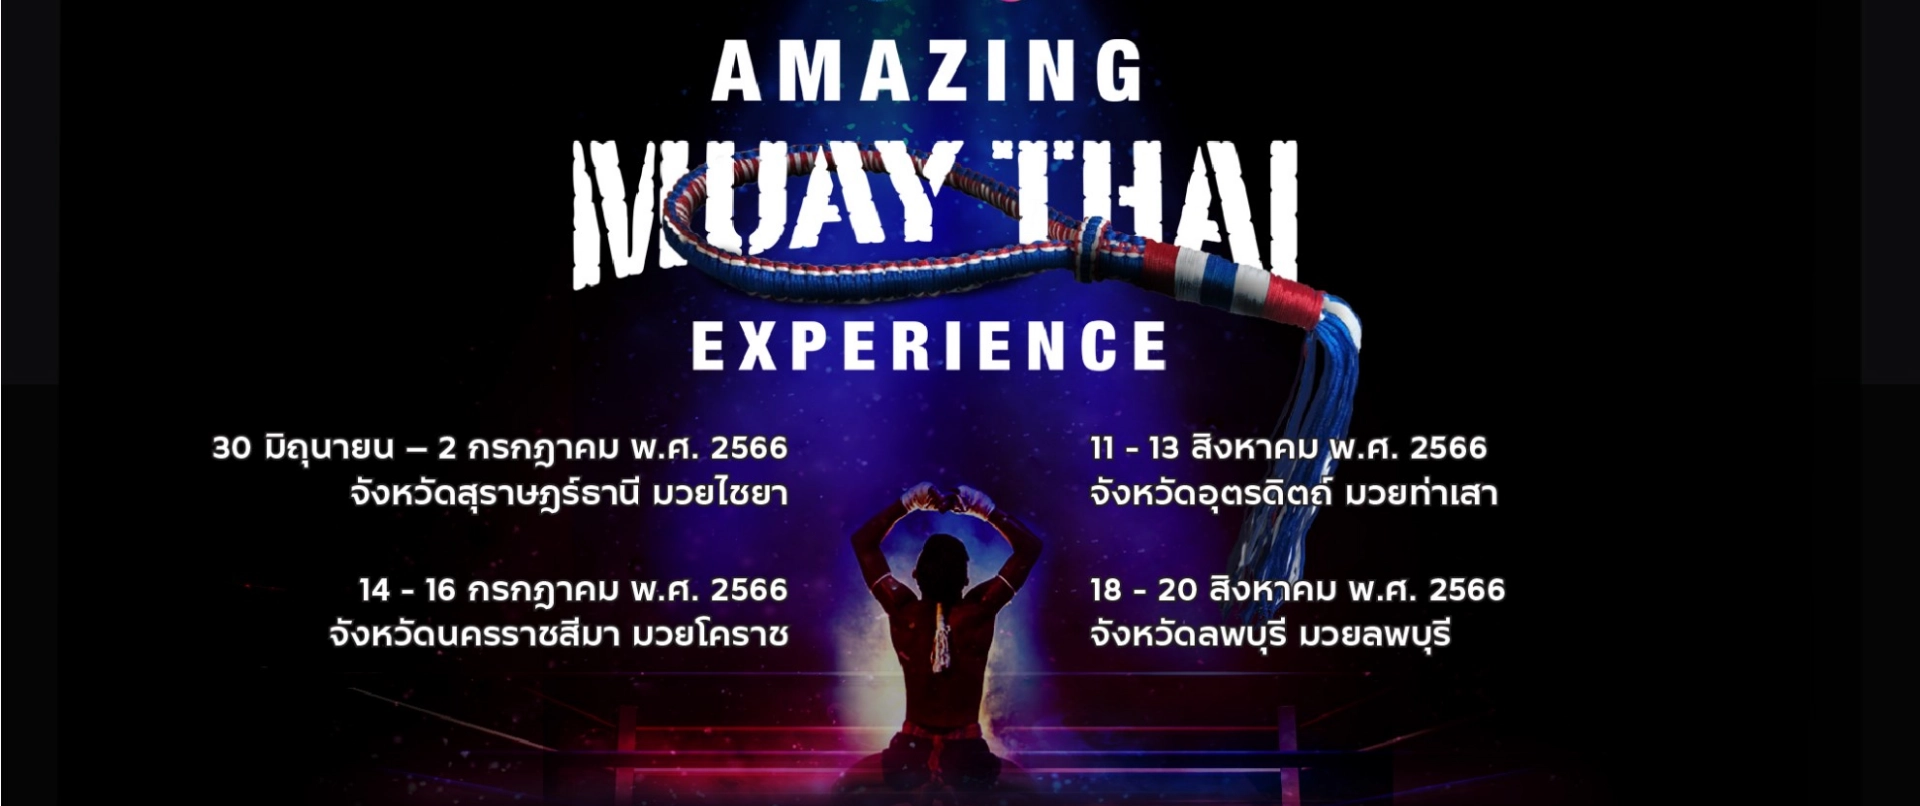 AMAZING
MUAY THAI
EXPERIENCE
30 มิถุนายน – 2 กรกฎาคม พ.ศ. 2566
จังหวัดสุราษฎร์ธานี มวยไชยา
14 - 16 กรกฎาคม พ.ศ. 2566
จังหวัดนครราชสีมา มวยโคราช
11 - 13 สิงหาคม พ.ศ. 2566
จังหวัดอุตรดิตถ์ มวยท่าเสา
18 - 20 สิงหาคม พ.ศ. 2566
จังหวัดลพบุรี มวยลพบุรี